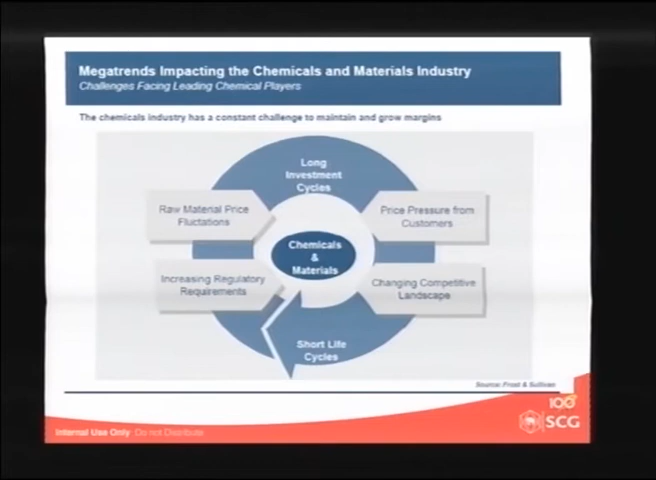 Megatrends Impacting the Chemicals and Materials Industry
Challenges Facing Leading Chemical Players
The chemicals industry has a constant challenge to maintain and grow margins
Long
Investment
Cycles
Raw Material Price
Fluctations
Price Pressure from
Customers
Chemicals
&
Materials
Increasing Regulatory
Requirements
Changing Competitive
Landscape
Short Life
Cycles
Source: Frost & Sullivan
100
SCG
Internal Use Only Do not Distribute